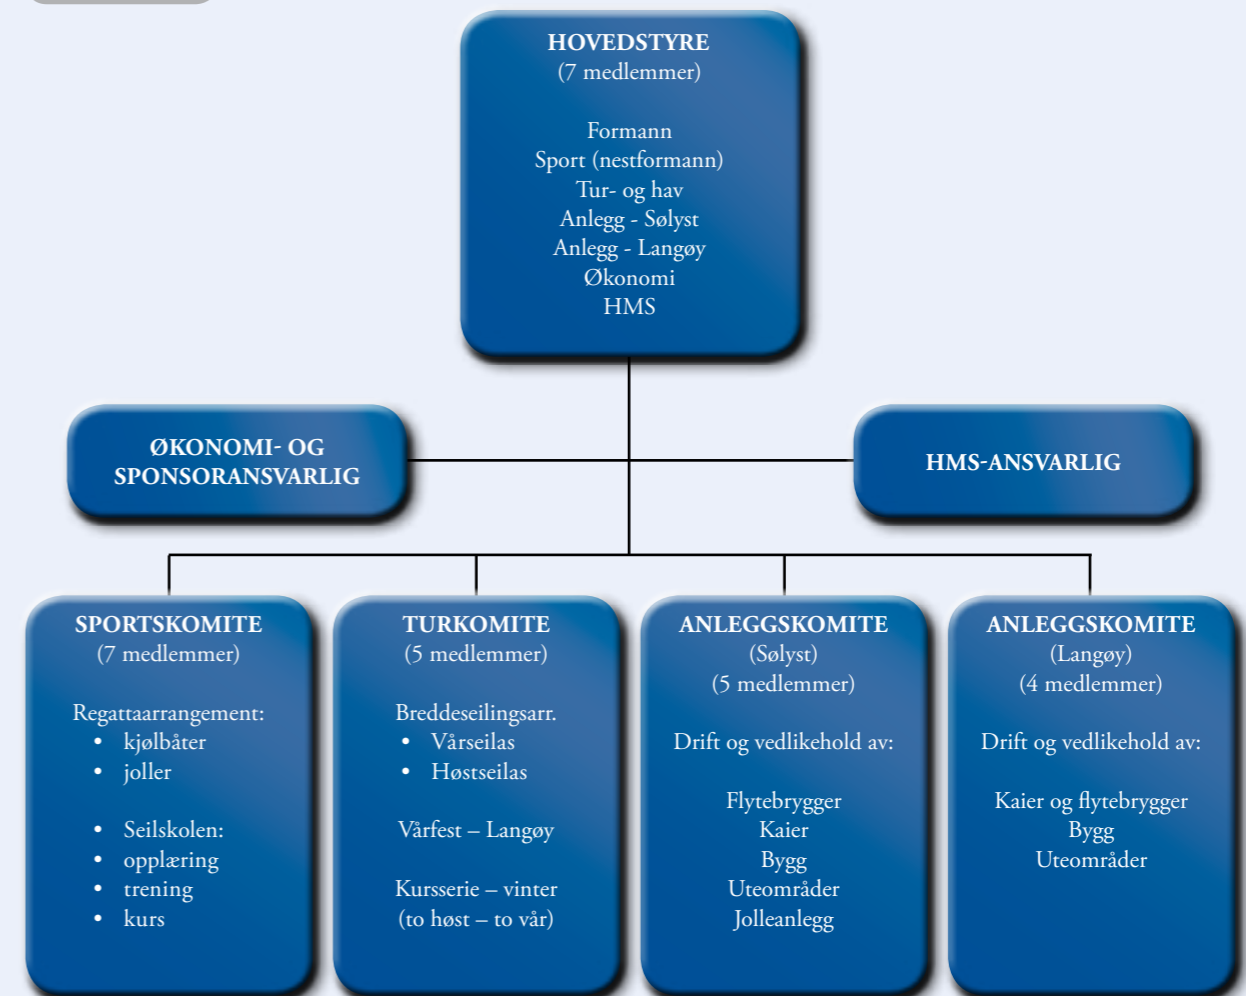 HOVEDSTYRE
(7 medlemmer)
Formann
Sport (nestformann)
Tur- og hav
Anlegg - Sølyst
Anlegg - Langøy
Økonomi
HMS
ØKONOMI- OG
SPONSORANSVARLIG
HMS-ANSVARLIG
SPORTSKOMITE
(7 medlemmer)
Regattaarrangement:
• kjølbåter
• joller
• Seilskolen:
• opplæring
• trening
• kurs
TURKOMITE
(5 medlemmer)
Breddeseilingsarr.
• Vårseilas
• Høstseilas
Vårfest – Langøy
Kursserie – vinter
(to høst – to vår)
ANLEGGSKOMITE
(Sølyst)
(5 medlemmer)
Drift og vedlikehold av:
Flytebrygger
Kaier
Bygg
Uteområder
Jolleanlegg
ANLEGGSKOMITE
(Langøy)
(4 medlemmer)
Drift og vedlikehold av:
Kaier og flytebrygger
Bygg
Uteområder